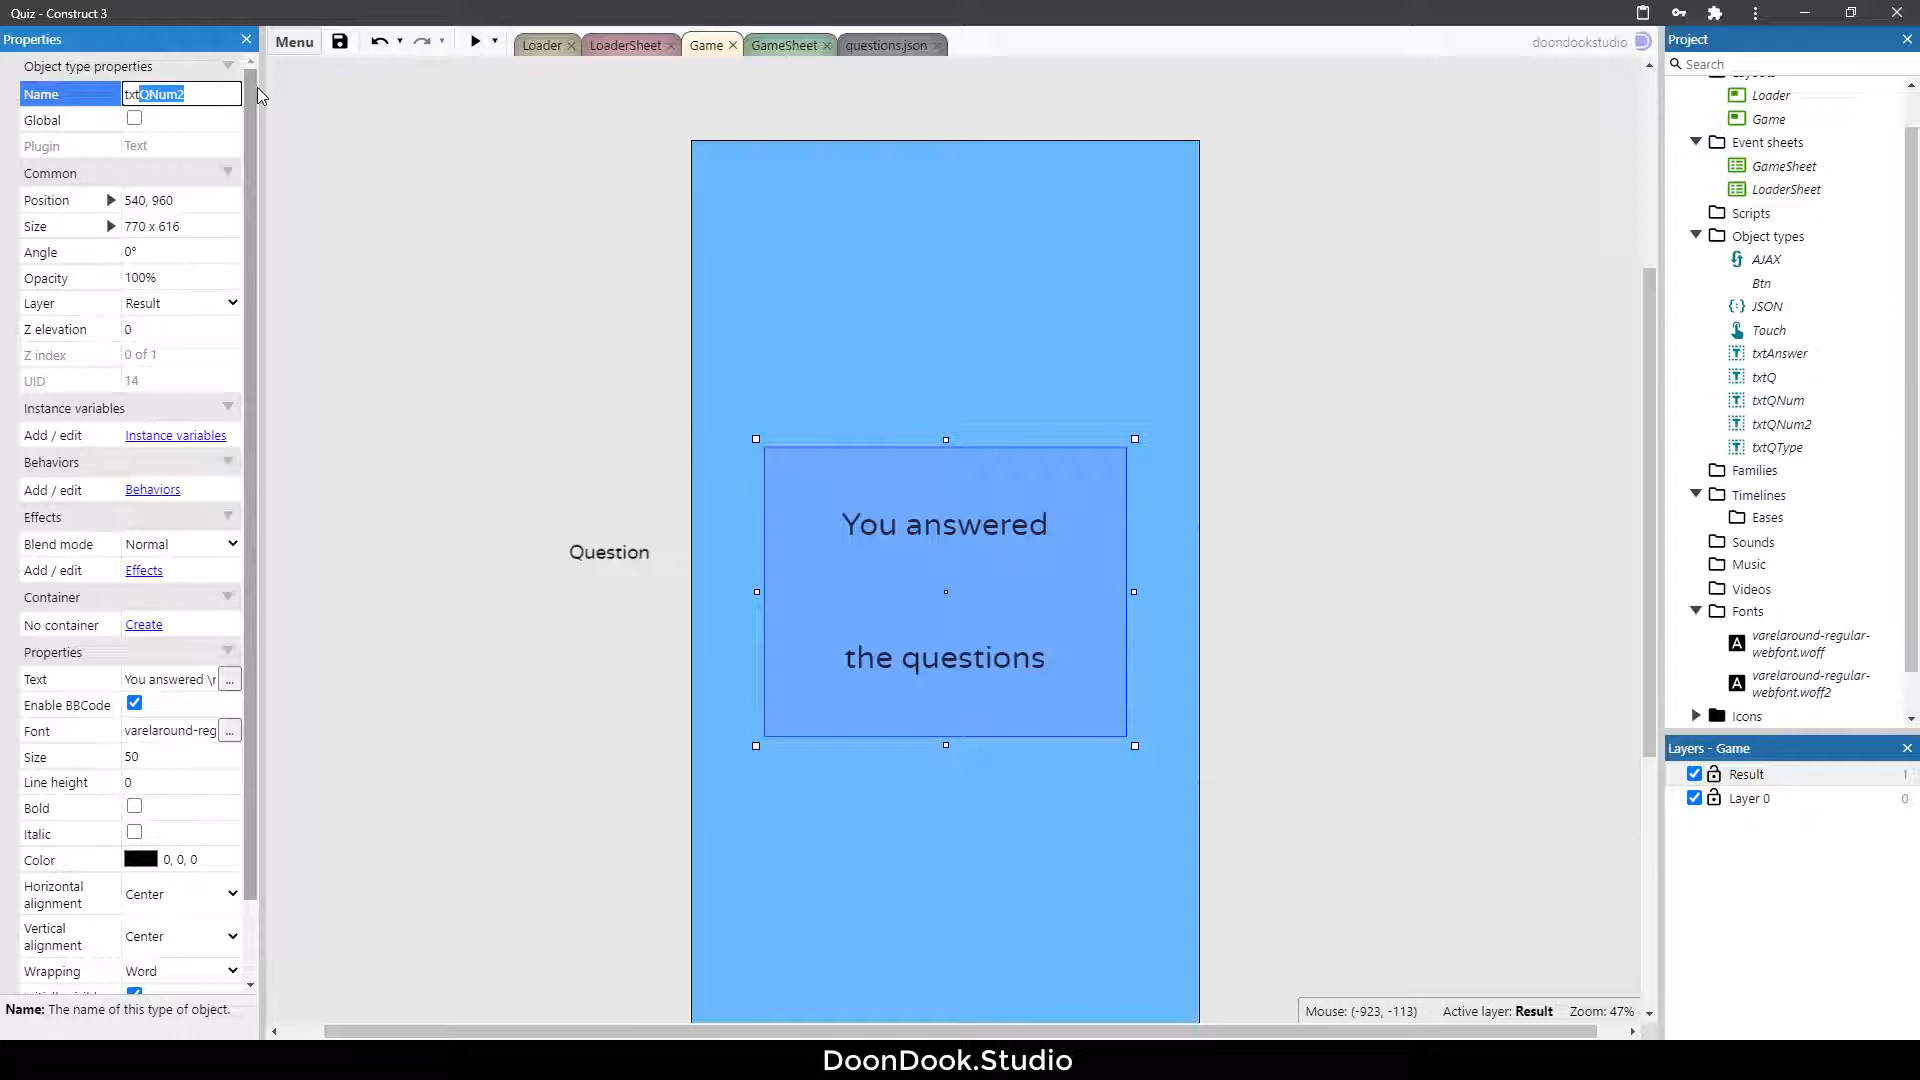 Quiz - Construct 3
Properties
Menu
Loader
LoaderSheet
Game
GameSheet
questions.json
doondookstudio
Project
Object type properties
Name txtQNum2
Global
Plugin Text
Common
Position 540, 960
Size 770 x 616
Angle 0°
Opacity 100%
Layer Result
Z elevation 0
Z index 0 of 1
UID 14
Instance variables
Add / edit Instance variables
Behaviors
Add / edit Behaviors
Effects
Blend mode Normal
Add / edit Effects
Container
No container Create
Properties
Text You answered \r ...
Enable BBCode
Font varelaround-reg ...
Size 50
Line height 0
Bold
Italic
Color 0, 0, 0
Horizontal alignment Center
Vertical alignment Center
Wrapping Word
Name: The name of this type of object.
Question
You answered
the questions
Mouse: (-923, -113) Active layer: Result Zoom: 47%
Search
Layouts
Loader
Game
Event sheets
GameSheet
LoaderSheet
Scripts
Object types
AJAX
Btn
JSON
Touch
txtAnswer
txtQ
txtQNum
txtQNum2
txtQType
Families
Timelines
Eases
Sounds
Music
Videos
Fonts
varelaround-regular-
webfont.woff
varelaround-regular-
webfont.woff2
Icons
Layers - Game
Result 1
Layer 0 0
DoonDook.Studio